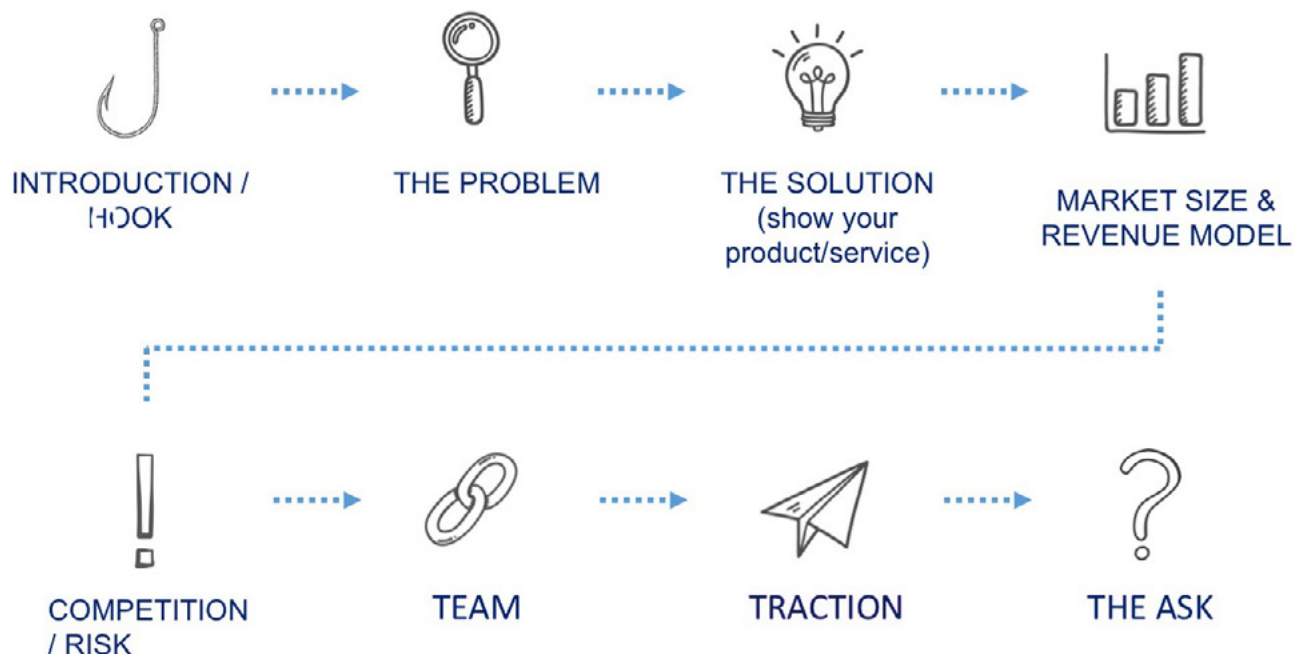 INTRODUCTION /
HOOK
THE PROBLEM
THE SOLUTION
(show your
product/service)
MARKET SIZE &
REVENUE MODEL
COMPETITION
/ RISK
TEAM
TRACTION
THE ASK